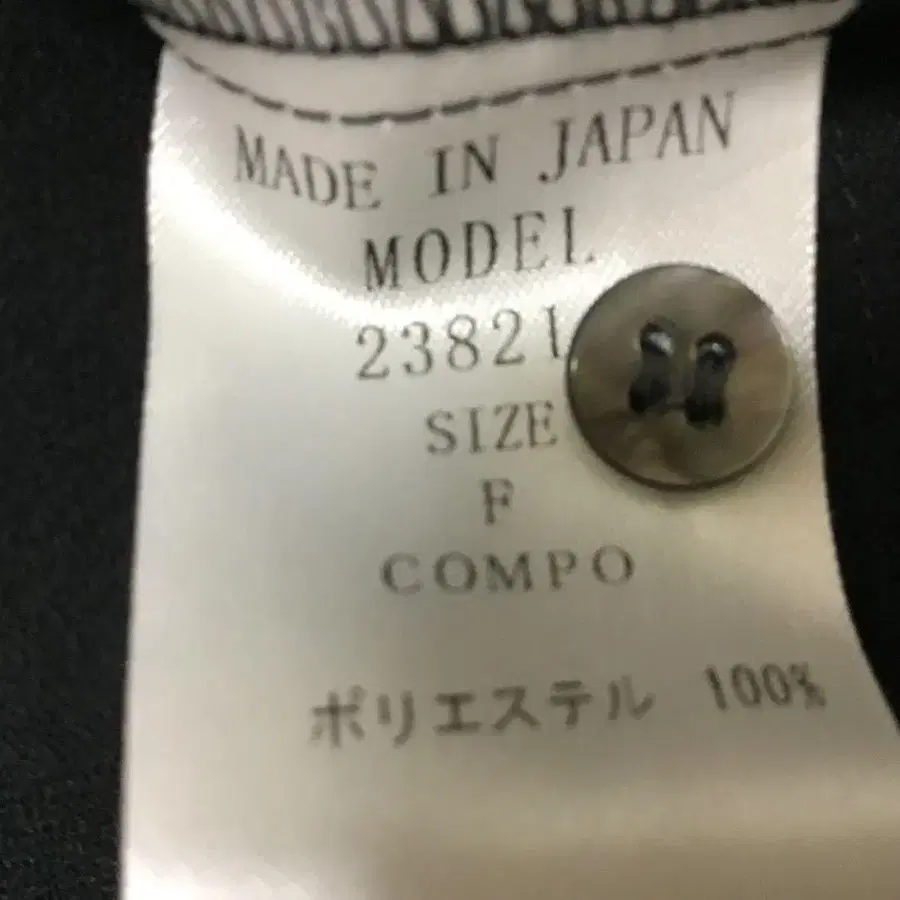 MADE IN JAPAN
MODEL
23821
SIZE
F
COMPO
ポリエステル 100%